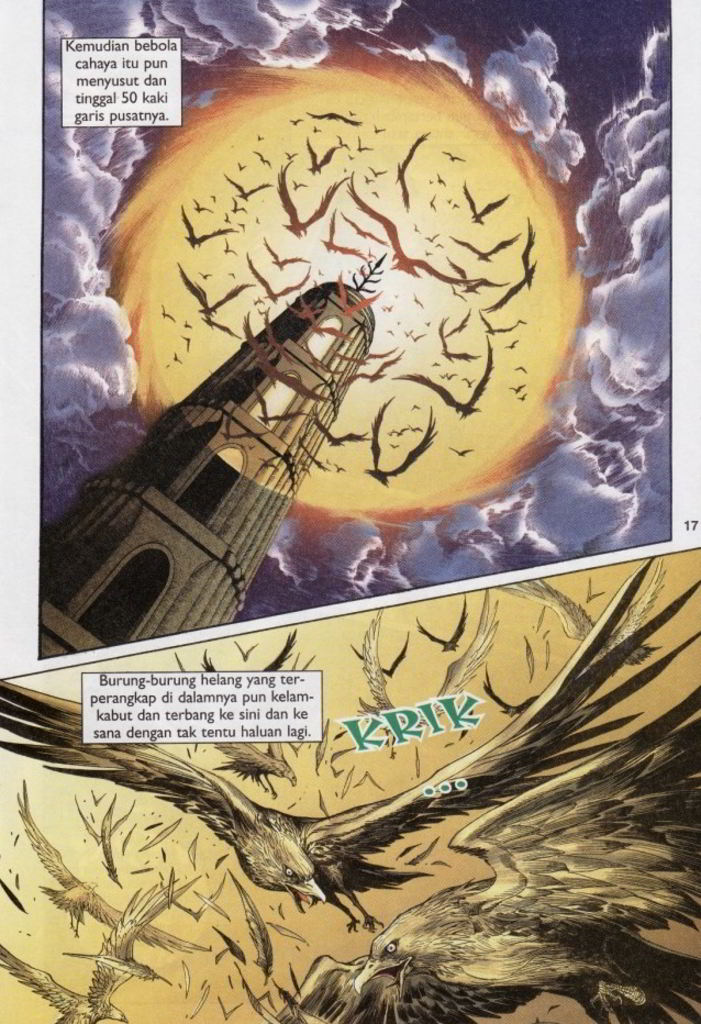 Kemudian bebola
cahaya itu pun
menyusut dan
tinggal 50 kaki
garis pusatnya.
17
Burung-burung helang yang ter-
perangkap di dalamnya pun kelam-
kabut dan terbang ke sini dan ke
sana dengan tak tentu haluan lagi.
KRIK
...